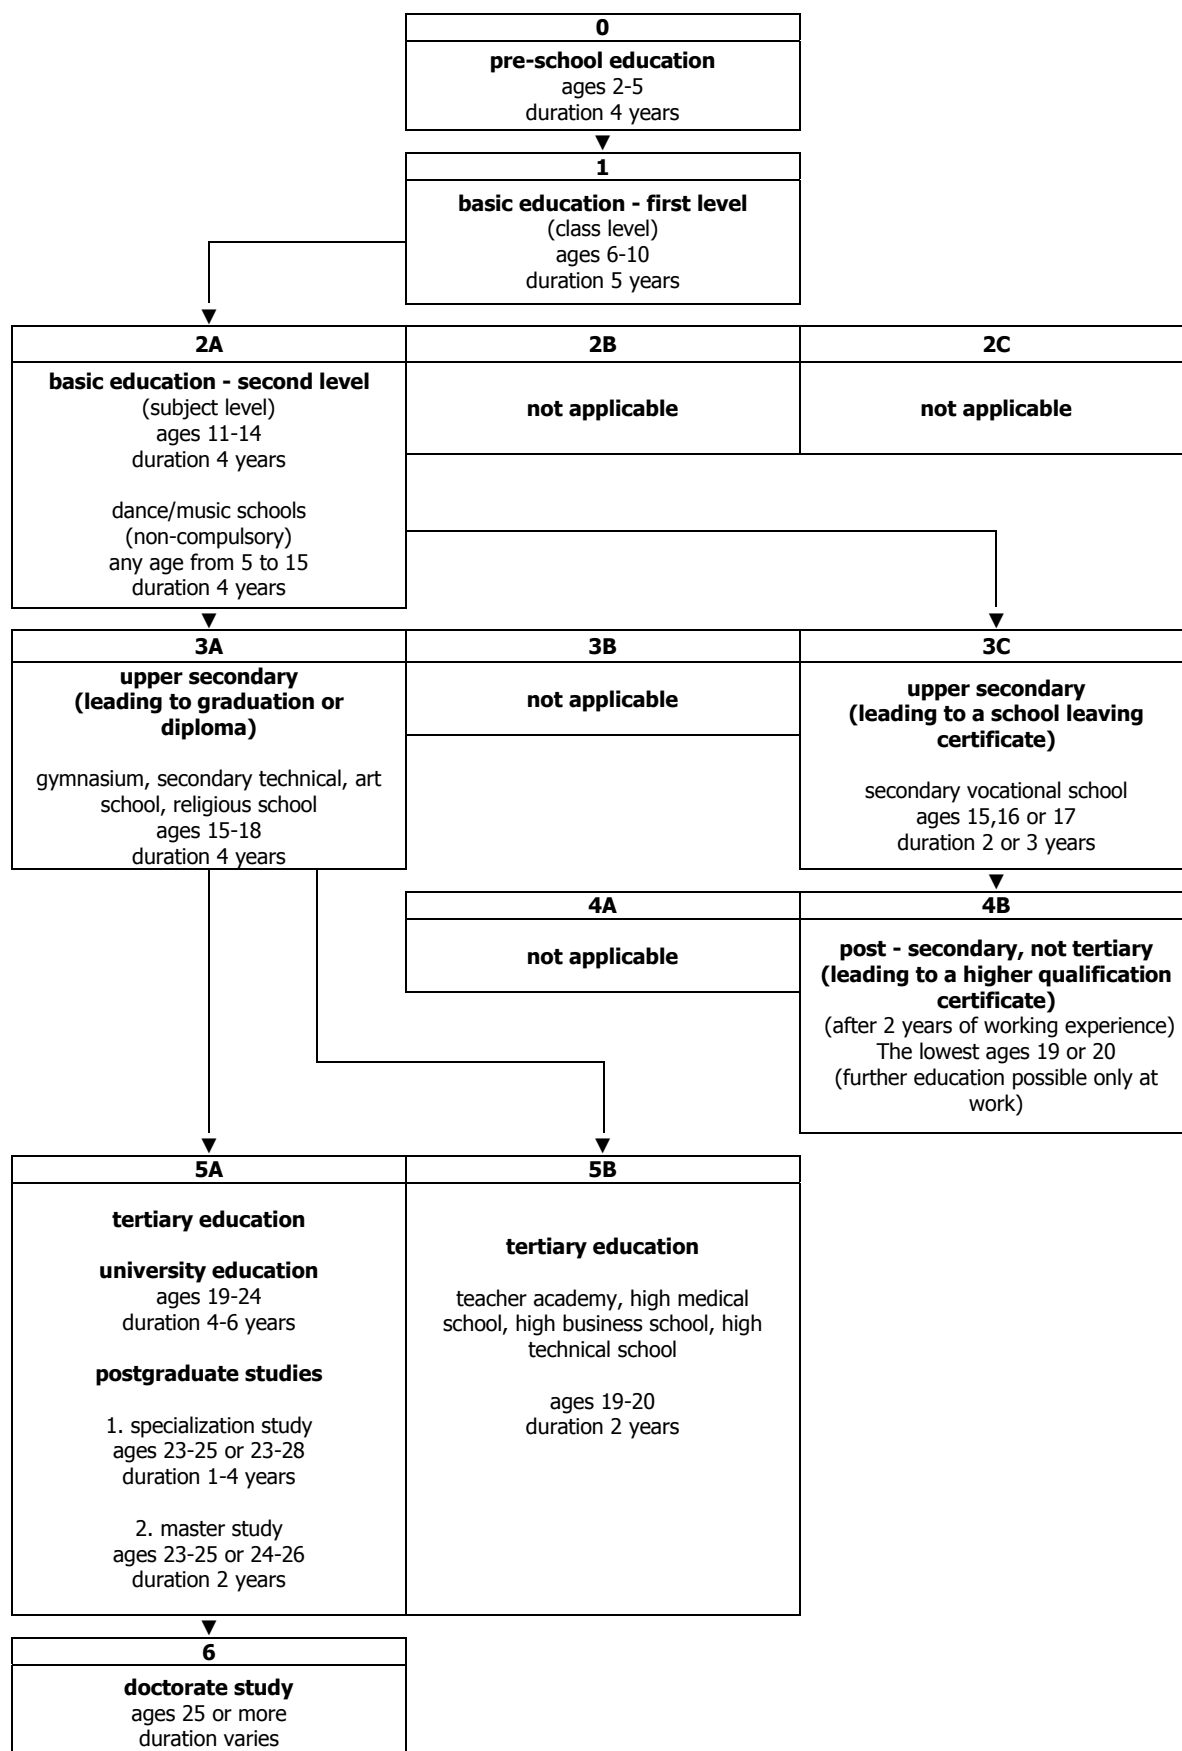 0
pre-school education
ages 2-5
duration 4 years
1
basic education - first level
(class level)
ages 6-10
duration 5 years
2A
basic education - second level
(subject level)
ages 11-14
duration 4 years
dance/music schools
(non-compulsory)
any age from 5 to 15
duration 4 years
2B
not applicable
2C
not applicable
3A
upper secondary
(leading to graduation or
diploma)
gymnasium, secondary technical, art
school, religious school
ages 15-18
duration 4 years
3B
not applicable
3C
upper secondary
(leading to a school leaving
certificate)
secondary vocational school
ages 15,16 or 17
duration 2 or 3 years
4A
not applicable
4B
post - secondary, not tertiary
(leading to a higher qualification
certificate)
(after 2 years of working experience)
The lowest ages 19 or 20
(further education possible only at
work)
5A
tertiary education
university education
ages 19-24
duration 4-6 years
postgraduate studies
1. specialization study
ages 23-25 or 23-28
duration 1-4 years
2. master study
ages 23-25 or 24-26
duration 2 years
5B
tertiary education
teacher academy, high medical
school, high business school, high
technical school
ages 19-20
duration 2 years
6
doctorate study
ages 25 or more
duration varies